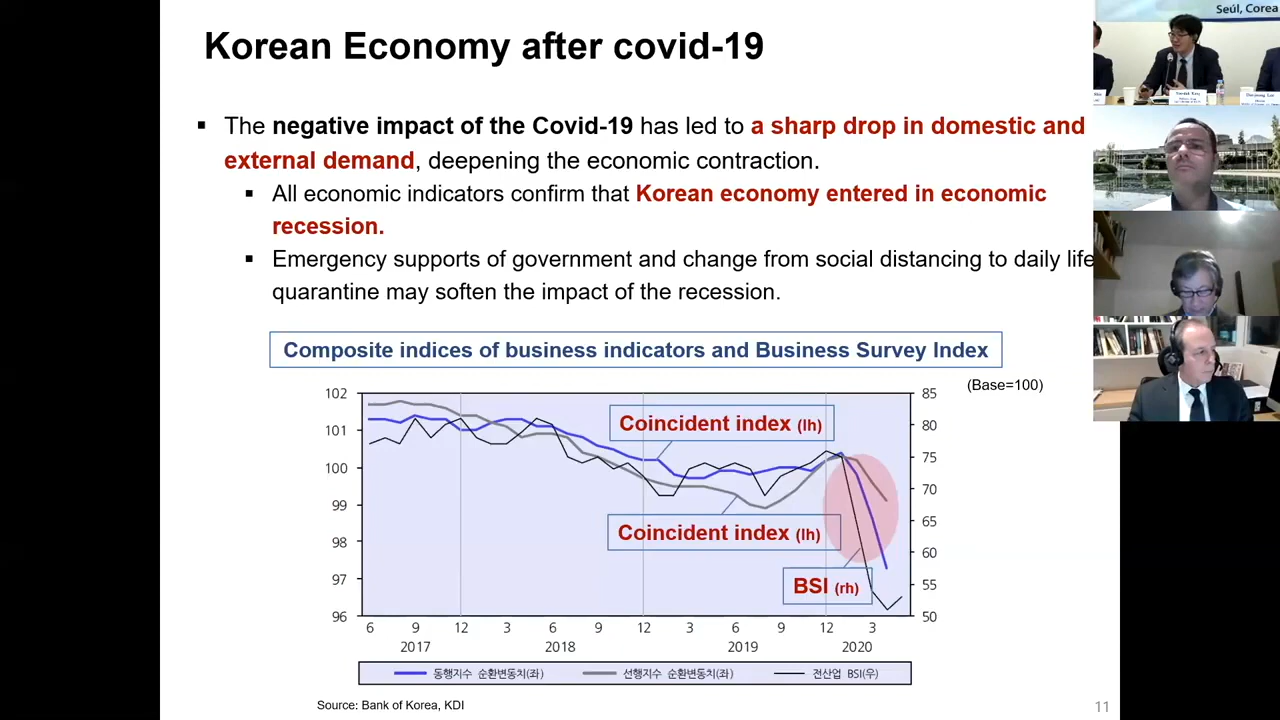 Seúl, Corea
Korean Economy after covid-19
The negative impact of the Covid-19 has led to a sharp drop in domestic and
external demand, deepening the economic contraction.
All economic indicators confirm that Korean economy entered in economic
recession.
Emergency supports of government and change from social distancing to daily life
quarantine may soften the impact of the recession.
Composite indices of business indicators and Business Survey Index
(Base=100)
102
101
100
99
98
97
96
85
80
75
70
65
60
55
50
Coincident index (lh)
Coincident index (lh)
BSI (rh)
6 9 12 3 6 9 12 3 6 9 12 3
2017 2018 2019 2020
동행지수 순환변동치(좌) 선행지수 순환변동치(좌) 전산업 BSI(우)
Source: Bank of Korea, KDI
11